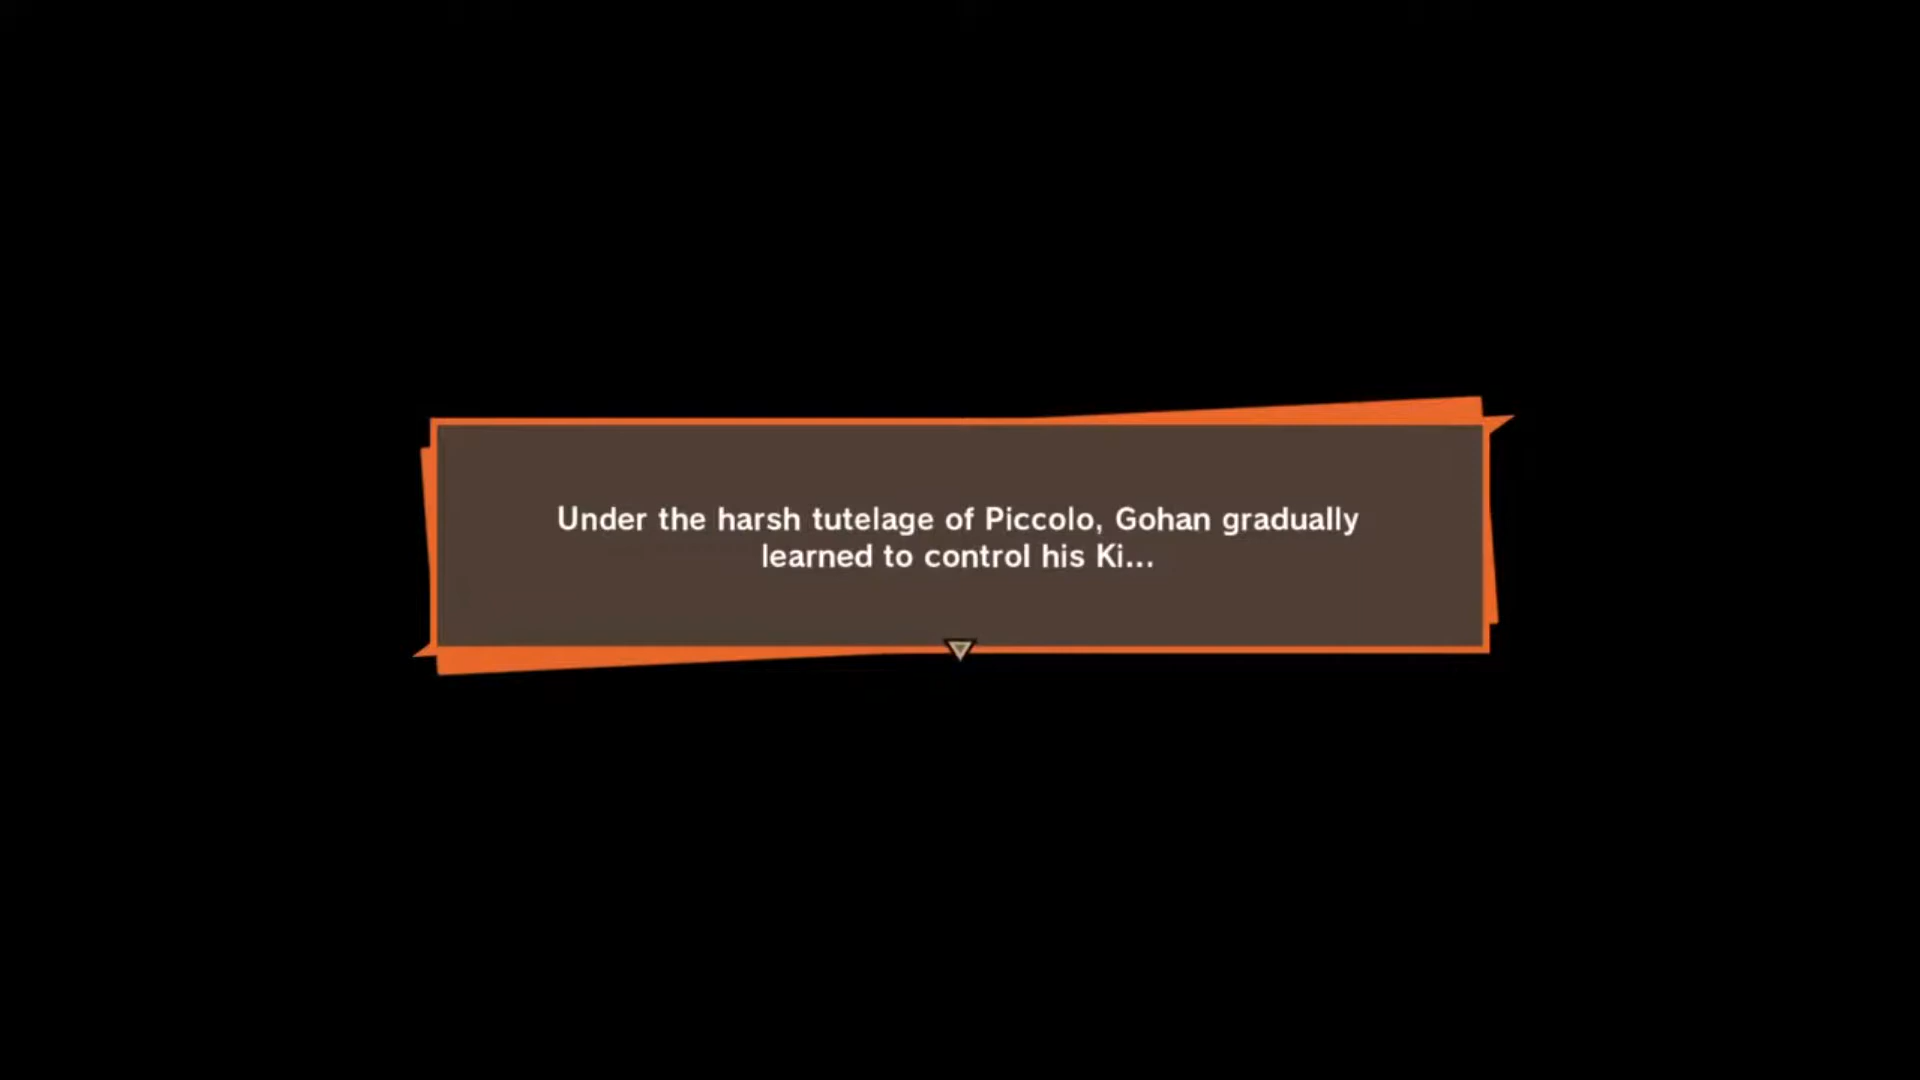 Under the harsh tutelage of Piccolo, Gohan gradually
learned to control his Ki...